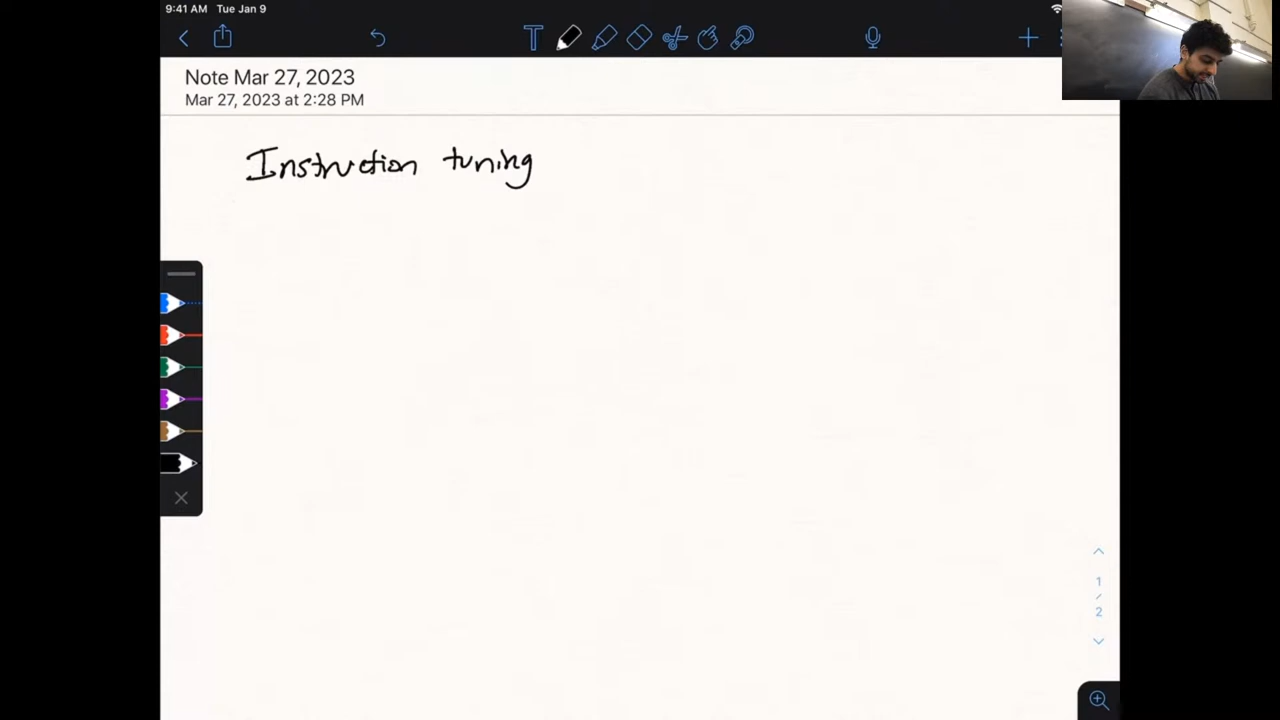 9:41 AM Tue Jan 9
T
Note Mar 27, 2023
Mar 27, 2023 at 2:28 PM
Instruction tuning
1
/
2